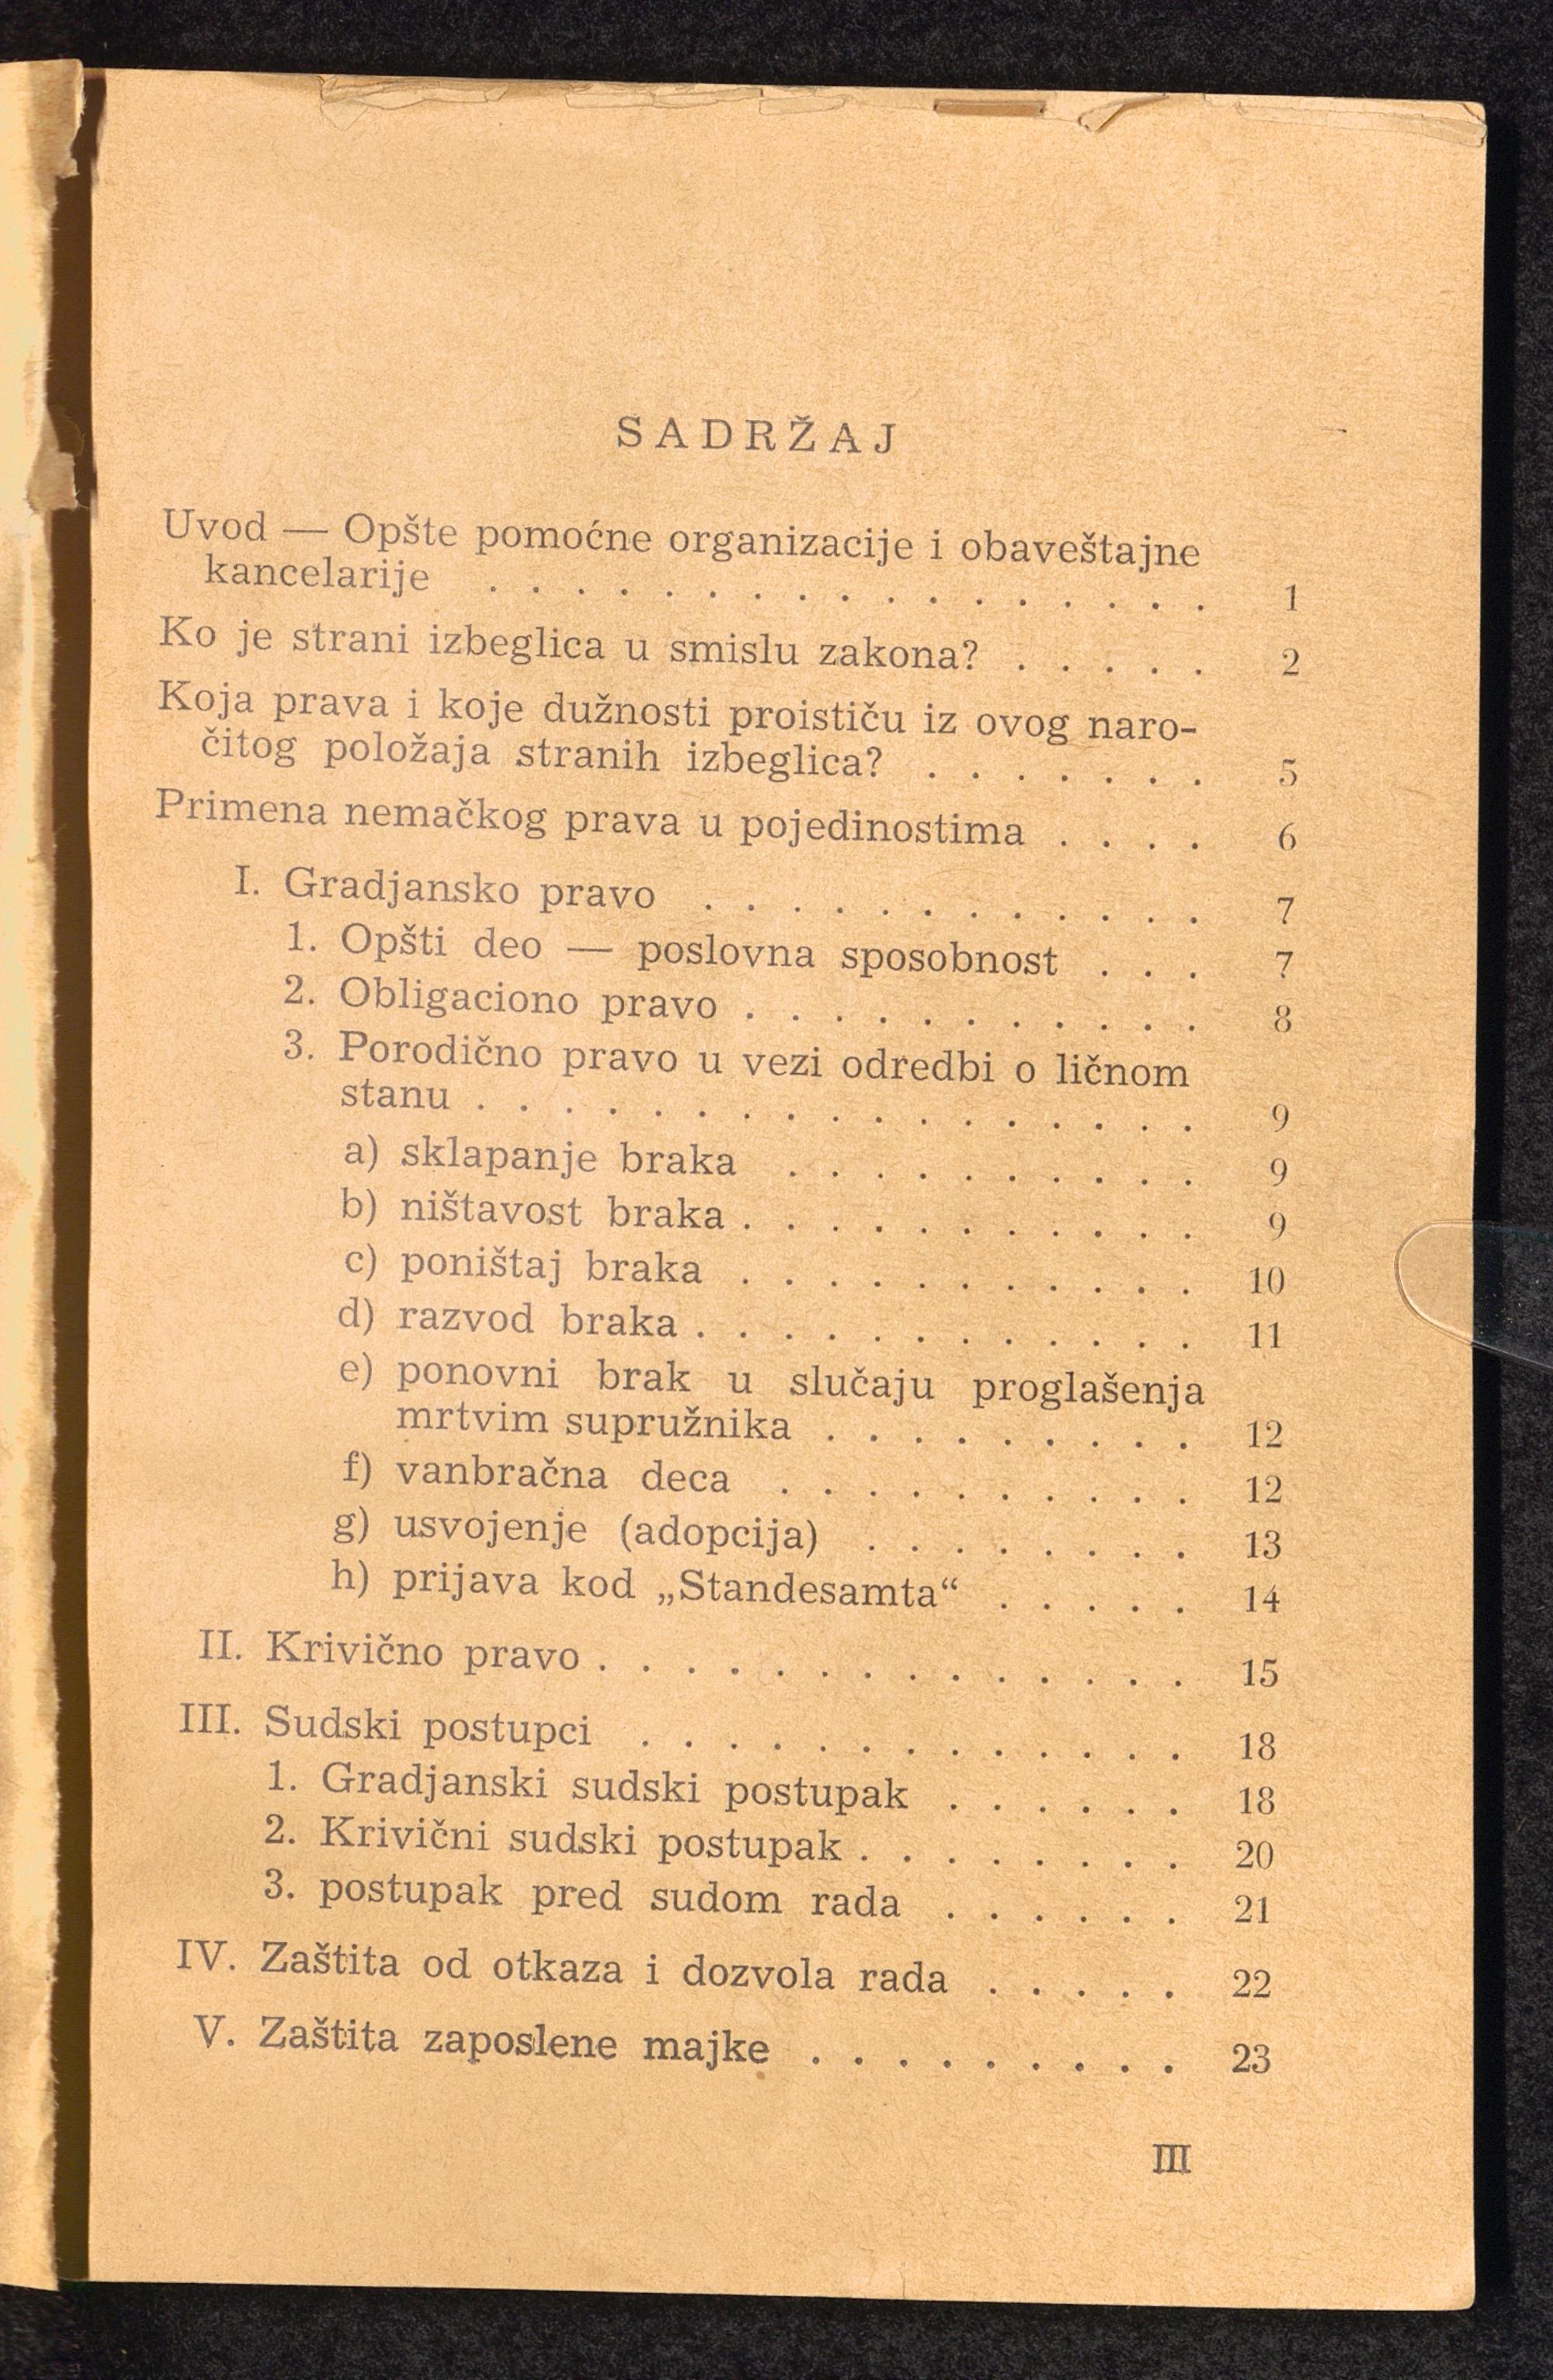 SADRŽAJ
Uvod — Opšte pomoćne organizacije i obaveštajne
kancelarije . . . . . . . . . . . . . . . . . 1
Ko je strani izbeglica u smislu zakona? . . . . . 2
Koja prava i koje dužnosti proističu iz ovog naro-
čitog položaja stranih izbeglica? . . . . . . . 5
Primena nemačkog prava u pojedinostima . . . . 6
I. Gradjansko pravo . . . . . . . . . . . . 7
1. Opšti deo — poslovna sposobnost . . . 7
2. Obligaciono pravo . . . . . . . . . . . 8
3. Porodično pravo u vezi odredbi o ličnom
stanu . . . . . . . . . . . . . . . . . 9
a) sklapanje braka . . . . . . . . . . 9
b) ništavost braka . . . . . . . . . . . 9
c) poništaj braka . . . . . . . . . . . 10
d) razvod braka . . . . . . . . . . . . 11
e) ponovni brak u slučaju proglašenja
mrtvim supružnika . . . . . . . . . 12
f) vanbračna deca . . . . . . . . . . 12
g) usvojenje (adopcija) . . . . . . . . 13
h) prijava kod „Standesamta“ . . . . . 14
II. Krivično pravo . . . . . . . . . . . . . . 15
III. Sudski postupci . . . . . . . . . . . . . 18
1. Gradjanski sudski postupak . . . . . . 18
2. Krivični sudski postupak . . . . . . . . 20
3. postupak pred sudom rada . . . . . . 21
IV. Zaštita od otkaza i dozvola rada . . . . . 22
V. Zaštita zaposlene majke . . . . . . . . . 23
III